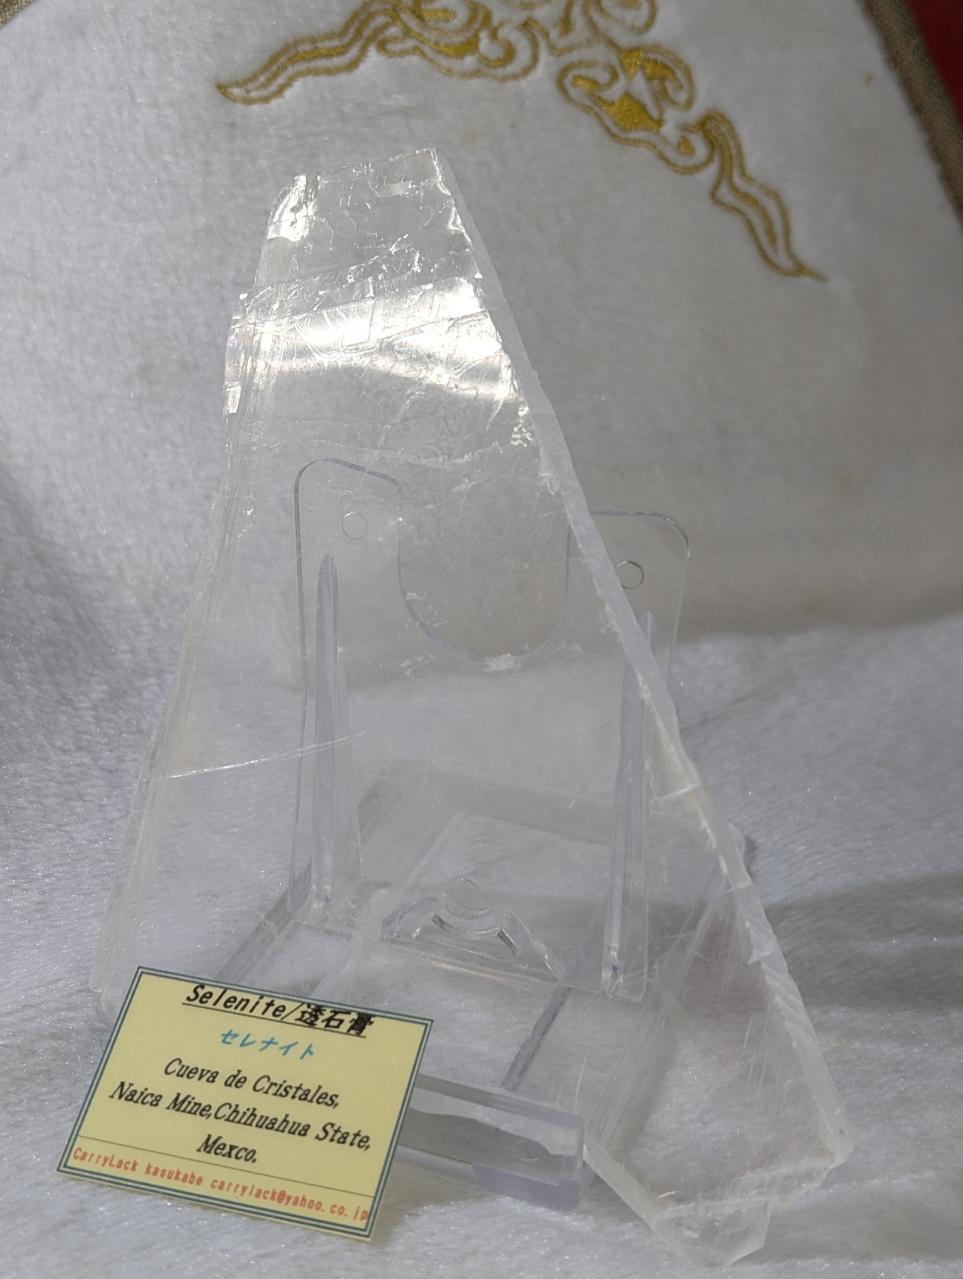 Selenite/透石膏
セレナイト
Cueva de Cristales,
Naica Mine,Chihuahua State,
Mexco.
CarryLack kasukabe carrylack@yahoo.co.jp